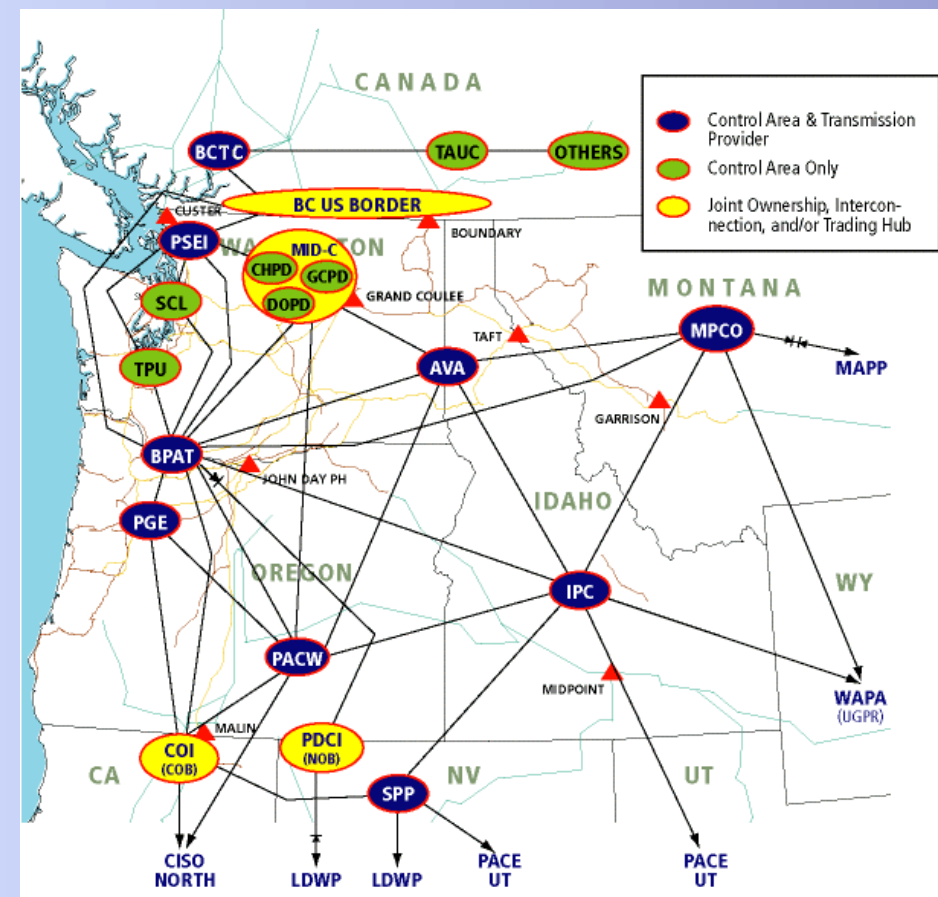 CANADA
Control Area & Transmission
Provider
Control Area Only
Joint Ownership, Intercon-
nection, and/or Trading Hub
BCTC
TAUC
OTHERS
BC US BORDER
CUSTER
BOUNDARY
PSEI
MID-C
CHPD
GCPD
DOPD
GRAND COULEE
MONTANA
SCL
TAFT
MPCO
MAPP
TPU
AVA
GARRISON
BPAT
JOHN DAY PH
IDAHO
PGE
OREGON
WY
IPC
PACW
MIDPOINT
WAPA
(UGPR)
MALIN
COI
(COB)
PDCI
(NOB)
CA
NV
UT
SPP
CISO
NORTH
LDWP
LDWP
PACE
UT
PACE
UT